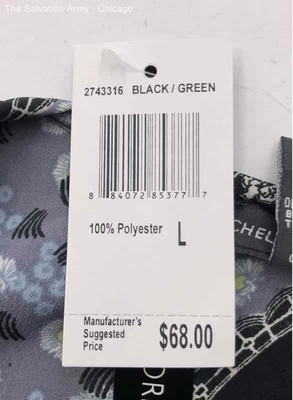 The Salvation Army - Chicago
2743316 BLACK / GREEN
8 84072 85377 7
100% Polyester L
Manufacturer's
Suggested
Price
$68.00